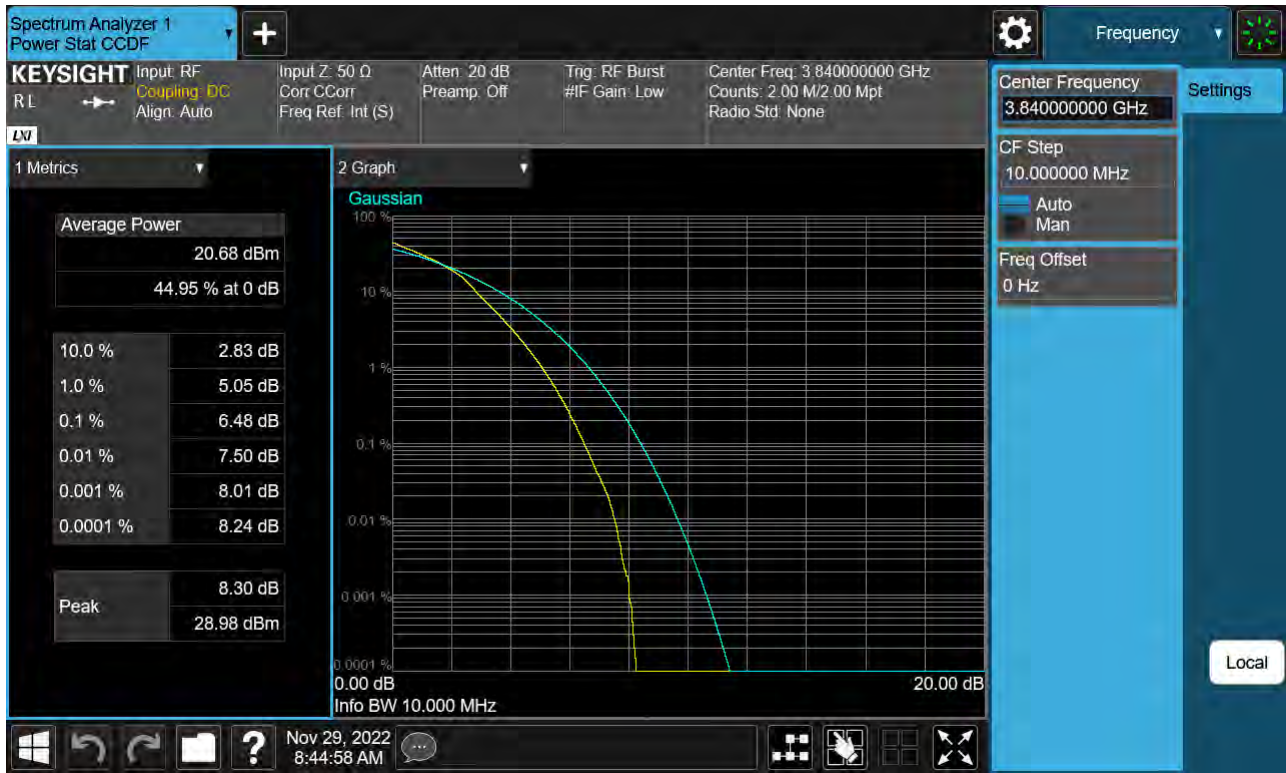 Spectrum Analyzer 1
Power Stat CCDF
Frequency
KEYSIGHT
RL
LXI
Input: RF
Coupling: DC
Align: Auto
Input Z: 50 Ω
Corr CCorr
Freq Ref: Int (S)
Atten: 20 dB
Preamp: Off
Trig: RF Burst
#IF Gain: Low
Center Freq: 3.840000000 GHz
Counts: 2.00 M/2.00 Mpt
Radio Std: None
Center Frequency
3.840000000 GHz
Settings
CF Step
10.000000 MHz
Auto
Man
Freq Offset
0 Hz
1 Metrics
Average Power
20.68 dBm
44.95 % at 0 dB
10.0 % 2.83 dB
1.0 % 5.05 dB
0.1 % 6.48 dB
0.01 % 7.50 dB
0.001 % 8.01 dB
0.0001 % 8.24 dB
Peak
8.30 dB
28.98 dBm
2 Graph
Gaussian
100 %
10 %
1 %
0.1 %
0.01 %
0.001 %
0.0001 %
0.00 dB 20.00 dB
Info BW 10.000 MHz
Local
?
Nov 29, 2022
8:44:58 AM